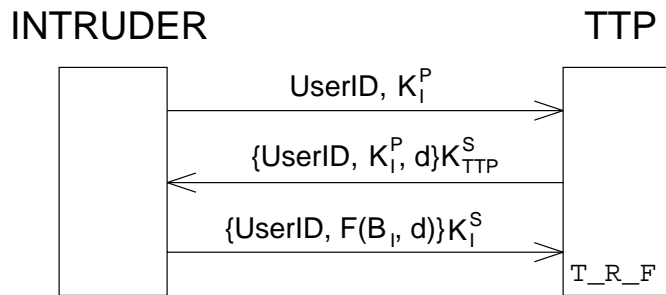 INTRUDER TTP
UserID, K_I^P
{UserID, K_I^P, d}K_TTP^S
{UserID, F(B_I, d)}K_I^S
T_R_F